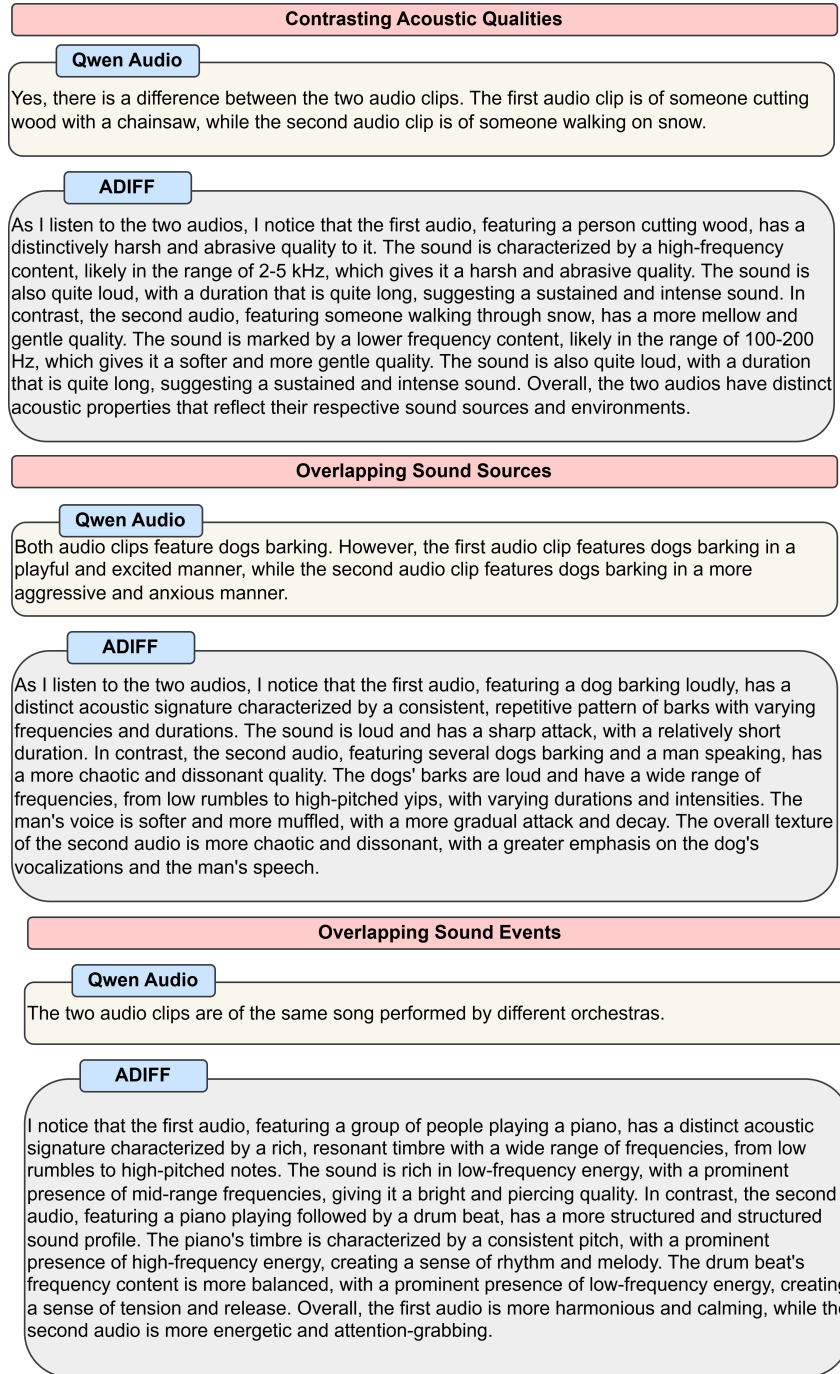 Contrasting Acoustic Qualities
Qwen Audio
Yes, there is a difference between the two audio clips. The first audio clip is of someone cutting
wood with a chainsaw, while the second audio clip is of someone walking on snow.
ADIFF
As I listen to the two audios, I notice that the first audio, featuring a person cutting wood, has a
distinctively harsh and abrasive quality to it. The sound is characterized by a high-frequency
content, likely in the range of 2-5 kHz, which gives it a harsh and abrasive quality. The sound is
also quite loud, with a duration that is quite long, suggesting a sustained and intense sound. In
contrast, the second audio, featuring someone walking through snow, has a more mellow and
gentle quality. The sound is marked by a lower frequency content, likely in the range of 100-200
Hz, which gives it a softer and more gentle quality. The sound is also quite loud, with a duration
that is quite long, suggesting a sustained and intense sound. Overall, the two audios have distinct
acoustic properties that reflect their respective sound sources and environments.
Overlapping Sound Sources
Qwen Audio
Both audio clips feature dogs barking. However, the first audio clip features dogs barking in a
playful and excited manner, while the second audio clip features dogs barking in a more
aggressive and anxious manner.
ADIFF
As I listen to the two audios, I notice that the first audio, featuring a dog barking loudly, has a
distinct acoustic signature characterized by a consistent, repetitive pattern of barks with varying
frequencies and durations. The sound is loud and has a sharp attack, with a relatively short
duration. In contrast, the second audio, featuring several dogs barking and a man speaking, has
a more chaotic and dissonant quality. The dogs' barks are loud and have a wide range of
frequencies, from low rumbles to high-pitched yips, with varying durations and intensities. The
man's voice is softer and more muffled, with a more gradual attack and decay. The overall texture
of the second audio is more chaotic and dissonant, with a greater emphasis on the dog's
vocalizations and the man's speech.
Overlapping Sound Events
Qwen Audio
The two audio clips are of the same song performed by different orchestras.
ADIFF
I notice that the first audio, featuring a group of people playing a piano, has a distinct acoustic
signature characterized by a rich, resonant timbre with a wide range of frequencies, from low
rumbles to high-pitched notes. The sound is rich in low-frequency energy, with a prominent
presence of mid-range frequencies, giving it a bright and piercing quality. In contrast, the second
audio, featuring a piano playing followed by a drum beat, has a more structured and structured
sound profile. The piano's timbre is characterized by a consistent pitch, with a prominent
presence of high-frequency energy, creating a sense of rhythm and melody. The drum beat's
frequency content is more balanced, with a prominent presence of low-frequency energy, creating
a sense of tension and release. Overall, the first audio is more harmonious and calming, while the
second audio is more energetic and attention-grabbing.